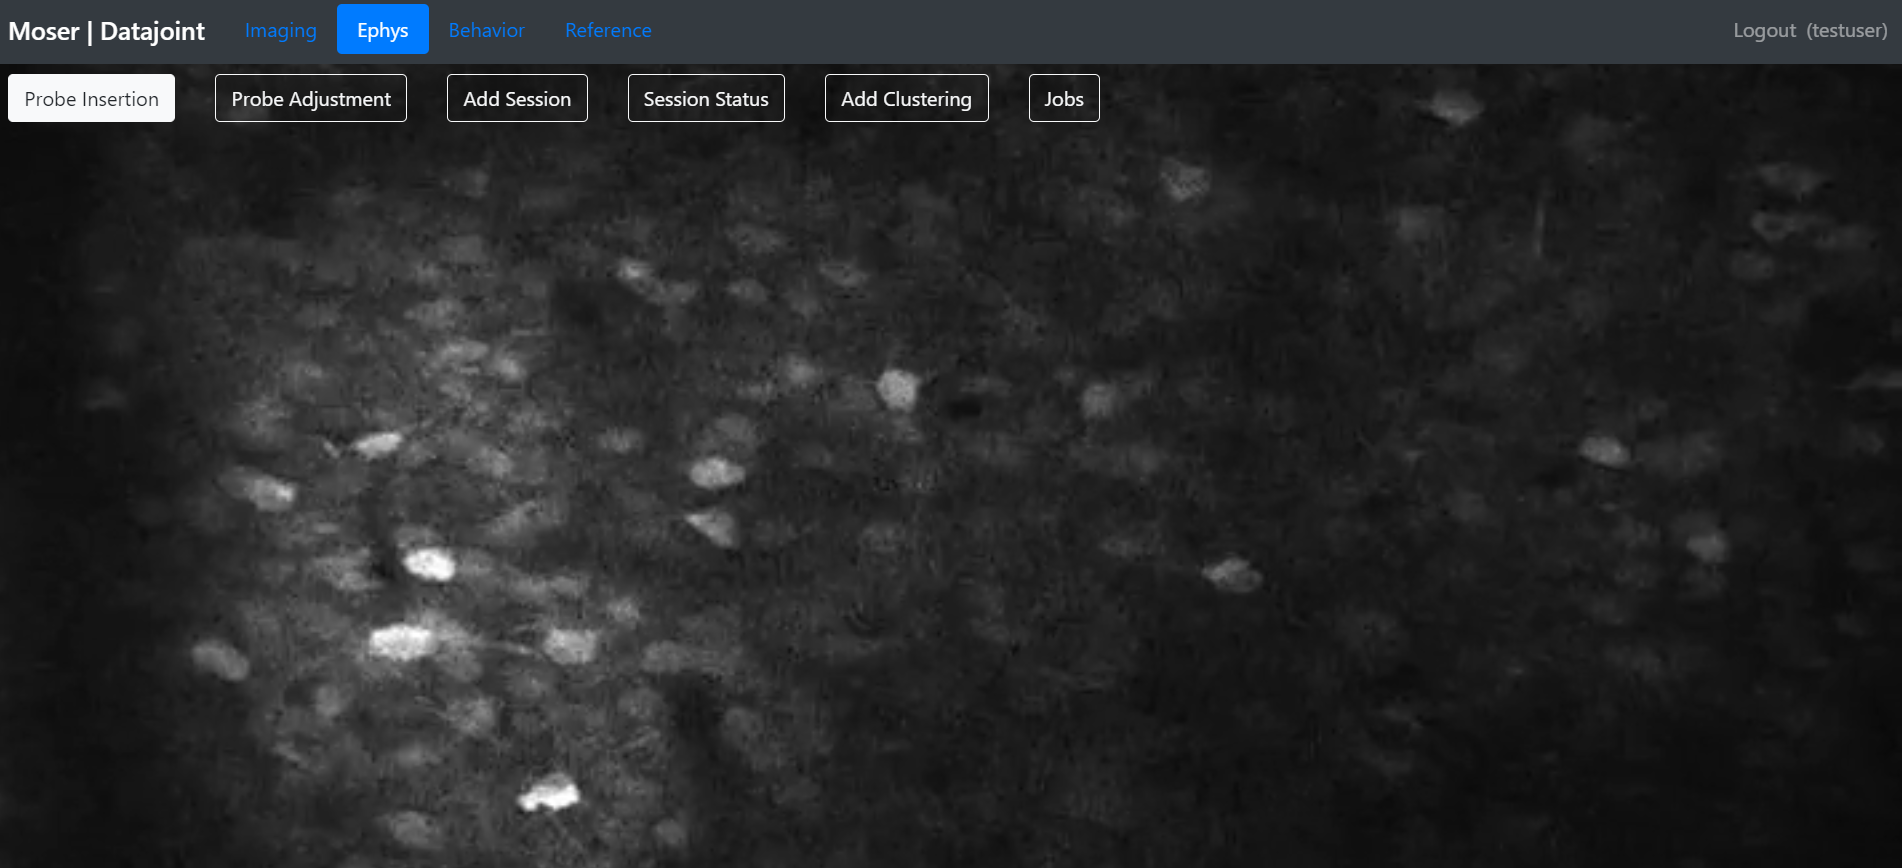 Moser | Datajoint Imaging Ephys Behavior Reference Logout (testuser)
Probe Insertion Probe Adjustment Add Session Session Status Add Clustering Jobs